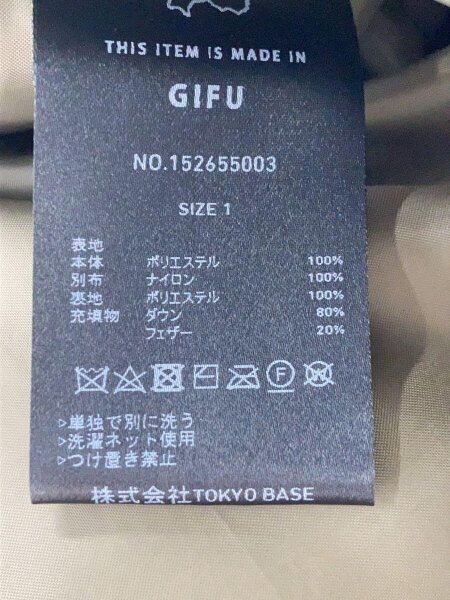 THIS ITEM IS MADE IN
GIFU
NO.152655003
SIZE 1
表地
本体 ポリエステル 100%
別布 ナイロン 100%
裏地 ポリエステル 100%
充填物 ダウン 80%
フェザー 20%
F W
>単独で別に洗う
>洗濯ネット使用
>つけ置き禁止
株式会社TOKYO BASE